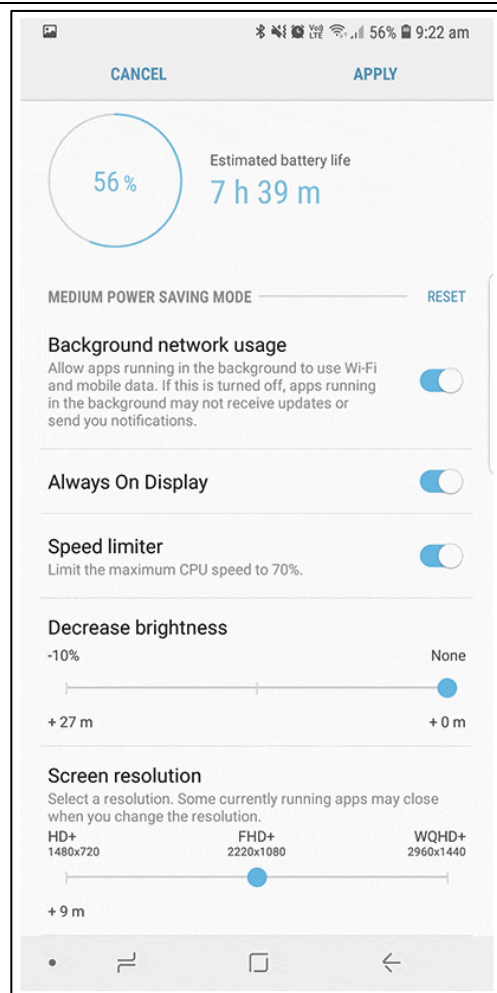 Vo)) LTE 56% 9:22 am
CANCEL APPLY
56 % Estimated battery life
7 h 39 m
MEDIUM POWER SAVING MODE RESET
Background network usage
Allow apps running in the background to use Wi-Fi
and mobile data. If this is turned off, apps running
in the background may not receive updates or
send you notifications.
Always On Display
Speed limiter
Limit the maximum CPU speed to 70%.
Decrease brightness
-10% None
+ 27 m + 0 m
Screen resolution
Select a resolution. Some currently running apps may close
when you change the resolution.
HD+ FHD+ WQHD+
1480x720 2220x1080 2960x1440
+ 9 m